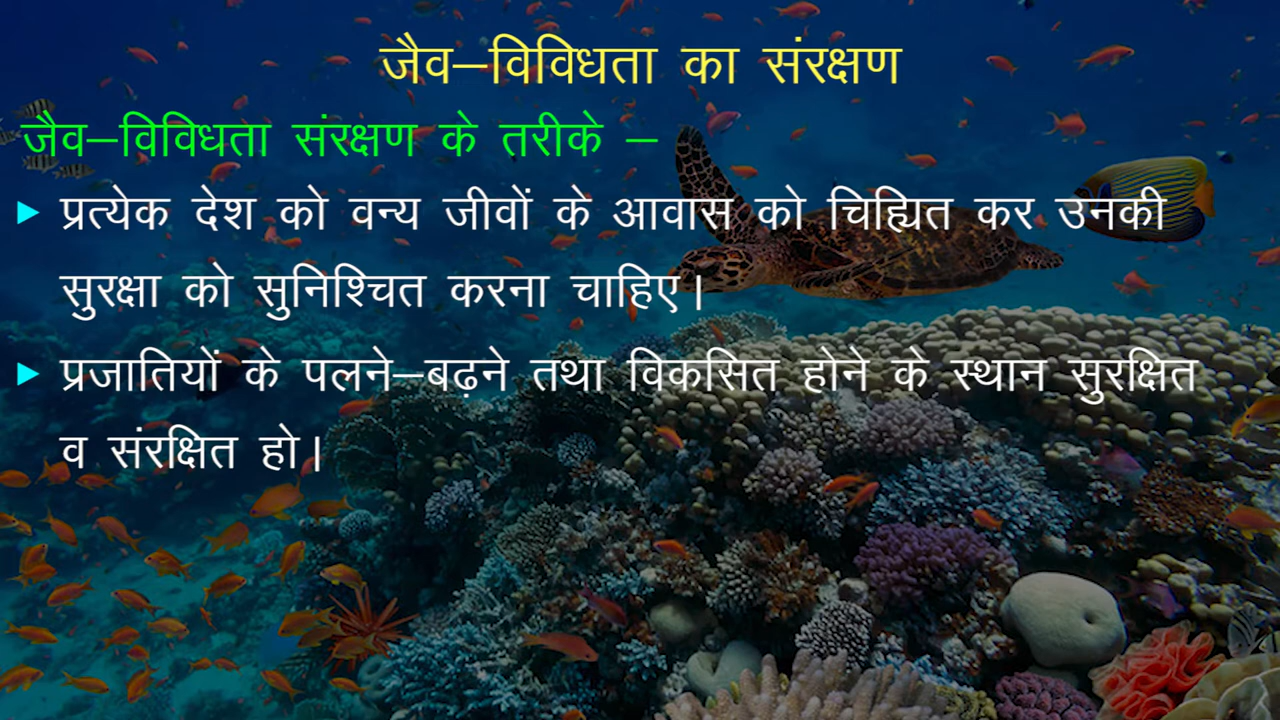 जैव–विविधता का संरक्षण
जैव–विविधता संरक्षण के तरीके –
प्रत्येक देश को वन्य जीवों के आवास को चिह्यित कर उनकी
सुरक्षा को सुनिश्चित करना चाहिए।
प्रजातियों के पलने–बढ़ने तथा विकसित होने के स्थान सुरक्षित
व संरक्षित हो।